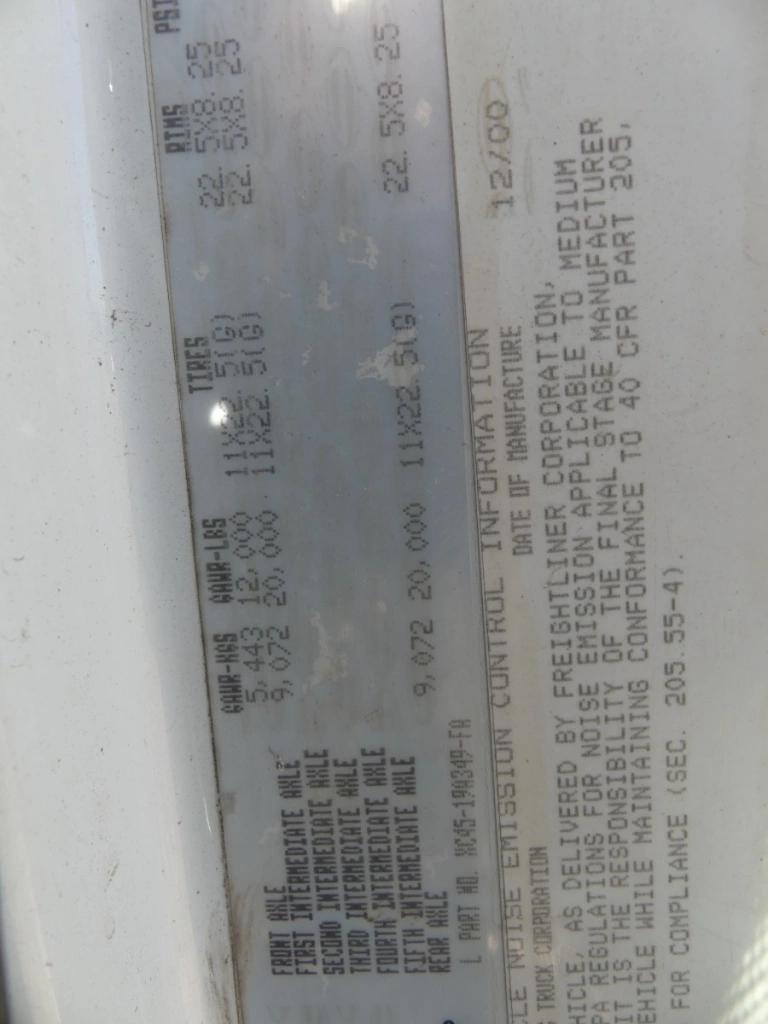 GAWR-KGS GAWR-LBS TIRES RIMS PSI
FRONT AXLE 5,443 12,000 11X22.5(G) 22.5X8.25
FIRST INTERMEDIATE AXLE 9,072 20,000 11X22.5(G) 22.5X8.25
SECOND INTERMEDIATE AXLE
THIRD INTERMEDIATE AXLE
FOURTH INTERMEDIATE AXLE
FIFTH INTERMEDIATE AXLE
REAR AXLE 9,072 20,000 11X22.5(G) 22.5X8.25
L PART NO. XC45-19A349-FA
CLE NOISE EMISSION CONTROL INFORMATION
TRUCK CORPORATION DATE OF MANUFACTURE 12/00
HICLE, AS DELIVERED BY FREIGHTLINER CORPORATION,
PA REGULATIONS FOR NOISE EMISSION APPLICABLE TO MEDIUM
IT IS THE RESPONSIBILITY OF THE FINAL STAGE MANUFACTURER
EHICLE WHILE MAINTAINING CONFORMANCE TO 40 CFR PART 205,
FOR COMPLIANCE (SEC. 205.55-4).